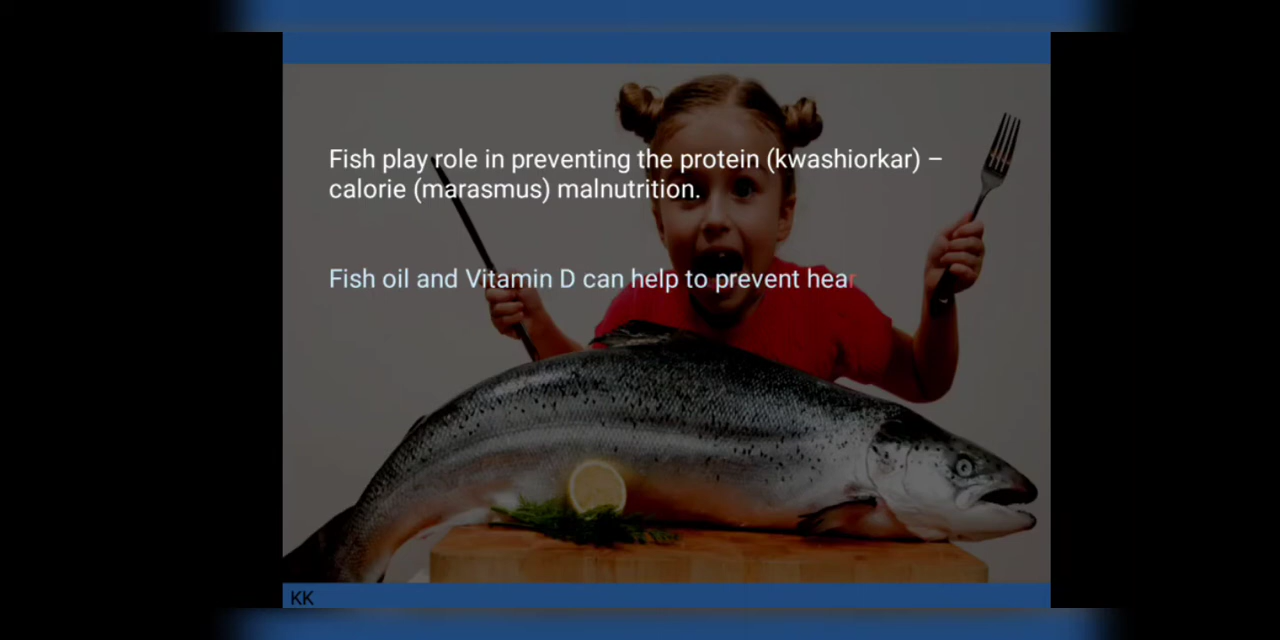 Fish play role in preventing the protein (kwashiorkar) –
calorie (marasmus) malnutrition.
Fish oil and Vitamin D can help to prevent hear
KK